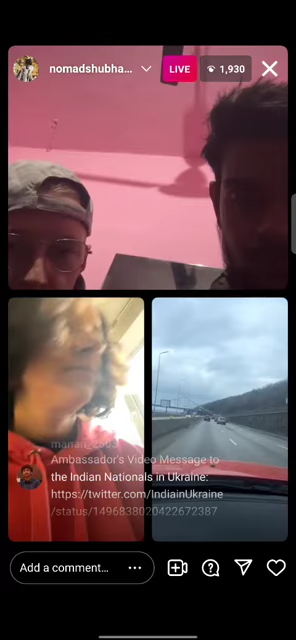 nomadshubha...
LIVE
1,930
Ambassador's Video Message to
the Indian Nationals in Ukraine:
https://twitter.com/IndiainUkraine
/status/1496838020422672387
Add a comment...